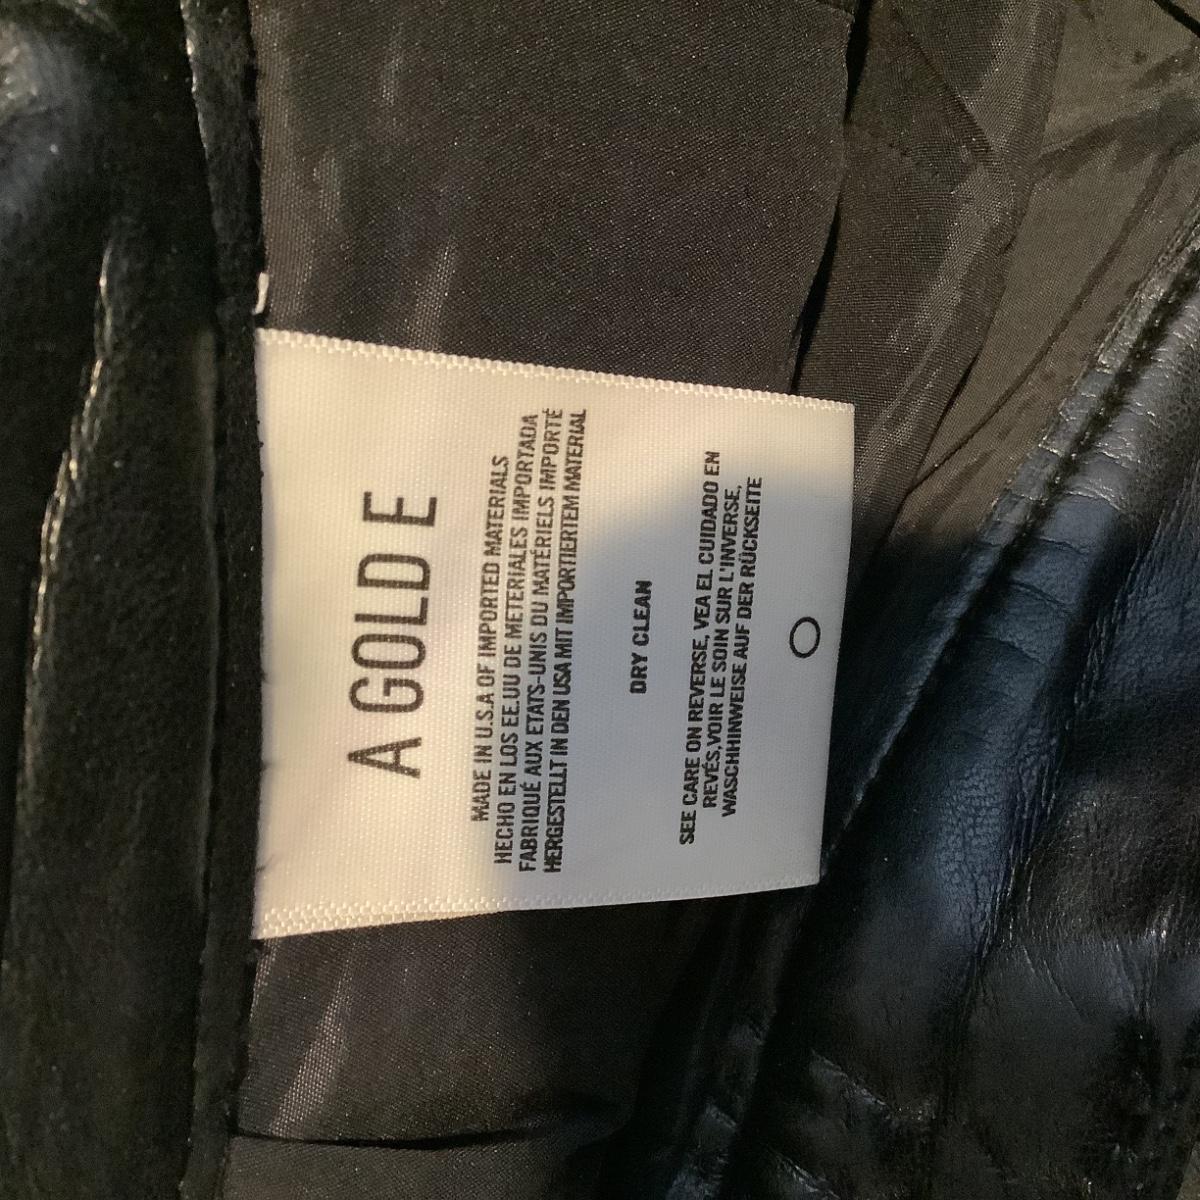 A GOLD E
MADE IN U.S.A OF IMPORTED MATERIALS
HECHO EN LOS EE.UU DE METERIALES IMPORTADA
FABRIQUÉ AUX ETATS-UNIS DU MATÉRIELS IMPORTÉ
HERGESTELLT IN DEN USA MIT IMPORTIERTEM MATERIAL
DRY CLEAN
SEE CARE ON REVERSE, VEA EL CUIDADO EN
REVÉS,VOIR LE SOIN SUR L'INVERSE,
WASCHHINWEISE AUF DER RÜCKSEITE